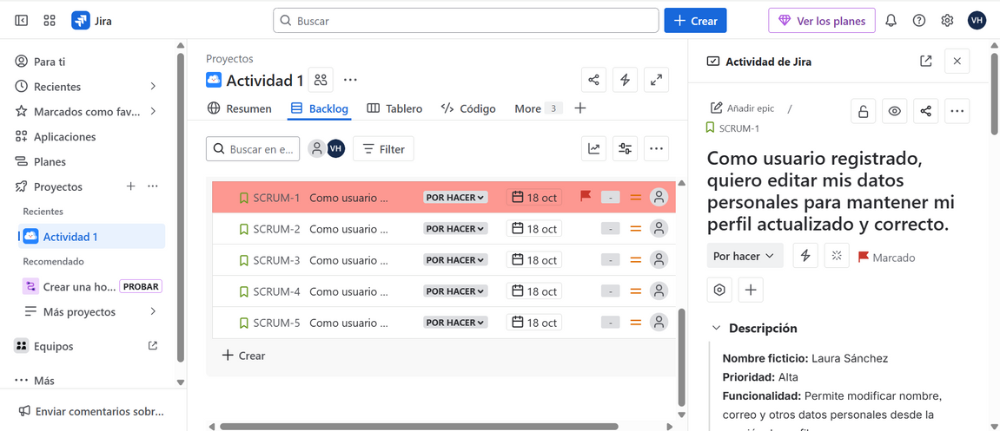 Jira
Buscar
Crear
Ver los planes
VH
Para ti
Recientes
Marcados como fav...
Aplicaciones
Planes
Proyectos
Recientes
Actividad 1
Recomendado
Crear una ho... PROBAR
Más proyectos
Equipos
Más
Enviar comentarios sobr...
Proyectos
Actividad 1
Resumen Backlog Tablero Código More 3
Buscar en e... VH Filter
SCRUM-1 Como usuario ... POR HACER 18 oct -
SCRUM-2 Como usuario ... POR HACER 18 oct -
SCRUM-3 Como usuario ... POR HACER 18 oct -
SCRUM-4 Como usuario ... POR HACER 18 oct -
SCRUM-5 Como usuario ... POR HACER 18 oct -
Crear
Actividad de Jira
Añadir epic /
SCRUM-1
Como usuario registrado,
quiero editar mis datos
personales para mantener mi
perfil actualizado y correcto.
Por hacer Marcado
Descripción
Nombre ficticio: Laura Sánchez
Prioridad: Alta
Funcionalidad: Permite modificar nombre,
correo y otros datos personales desde la